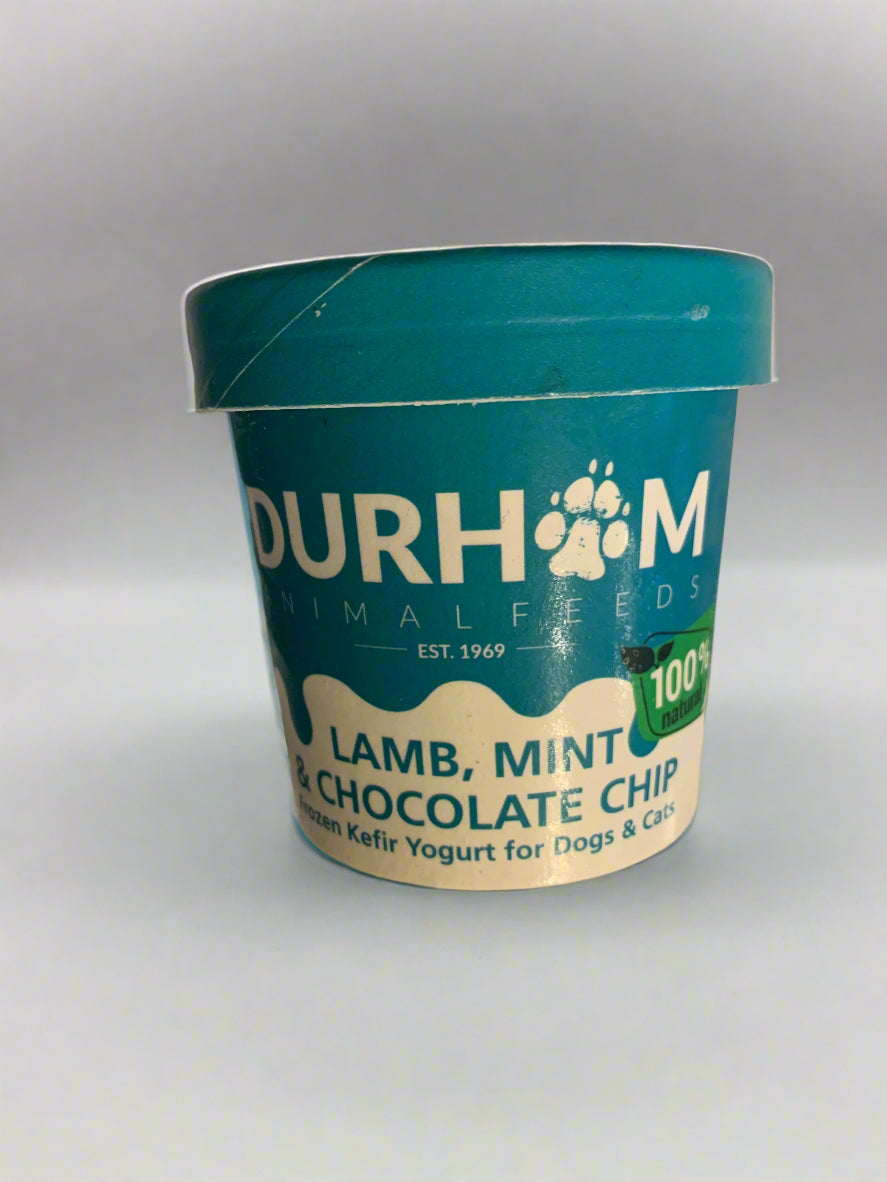 DURHAM
ANIMAL FEEDS
EST. 1969
100%
natural
LAMB, MINT
& CHOCOLATE CHIP
Frozen Kefir Yogurt for Dogs & Cats